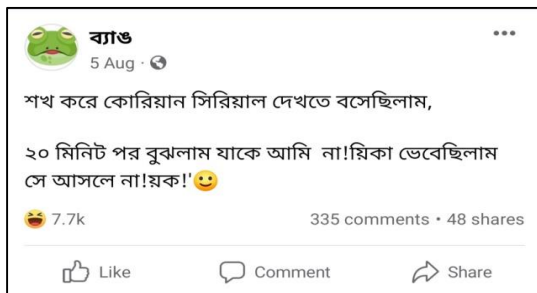 ব্যাঙ
5 Aug ·
শখ করে কোরিয়ান সিরিয়াল দেখতে বসেছিলাম,
২০ মিনিট পর বুঝলাম যাকে আমি না!য়িকা ভেবেছিলাম
সে আসলে না!য়ক!'🙂
😆 7.7k 335 comments • 48 shares
Like Comment Share